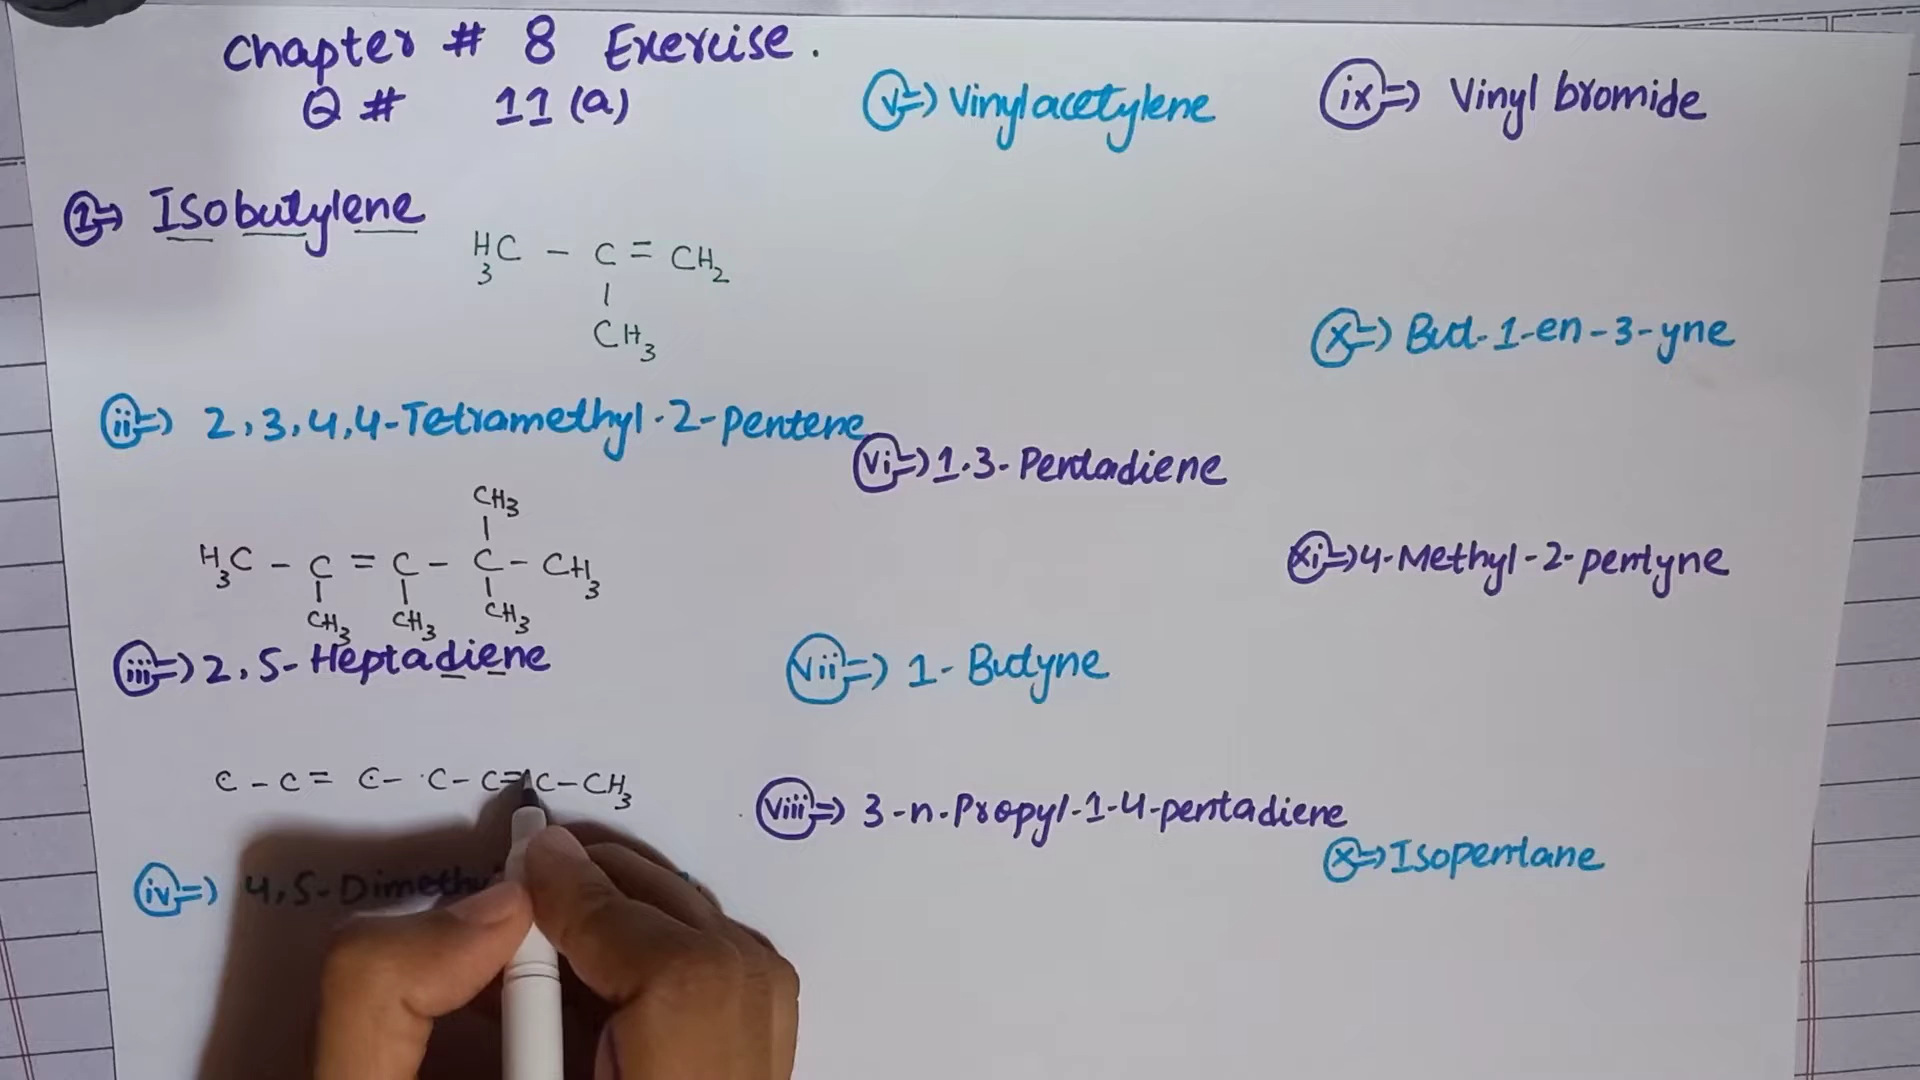 Chapter # 8 Exercise.
Q # 11 (a)
1⇒ Isobutylene
H3C - C = CH2
CH3
ii⇒ 2,3,4,4-Tetramethyl-2-pentene
CH3
H3C - C = C - C - CH3
CH3 CH3 CH3
iii⇒ 2,5-Heptadiene
C - C = C - C - C = C - CH3
iv⇒ 4,5-Dimethyl
v⇒ Vinylacetylene
vi⇒ 1.3-Pentadiene
vii⇒ 1-Butyne
viii⇒ 3-n-Propyl-1-4-pentadiene
ix⇒ Vinyl bromide
x⇒ But-1-en-3-yne
xi⇒ 4-Methyl-2-pentyne
x⇒ Isopentane